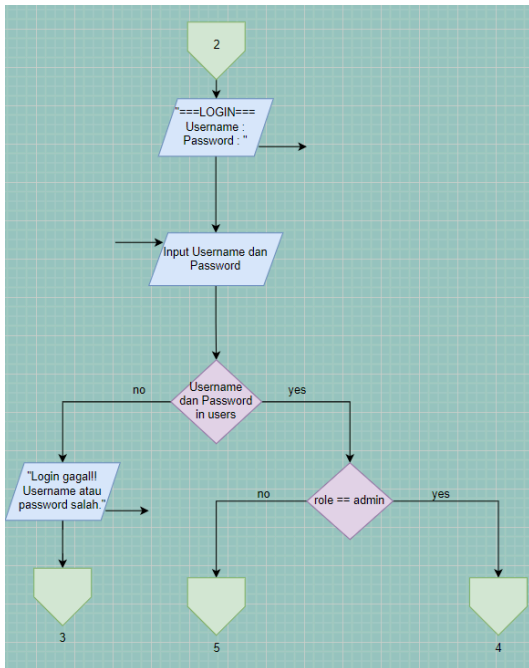 2
"===LOGIN===
Username :
Password : "
Input Username dan
Password
no
Username
dan Password
in users
yes
"Login gagal!!
Username atau
password salah."
no
role == admin
yes
3
5
4